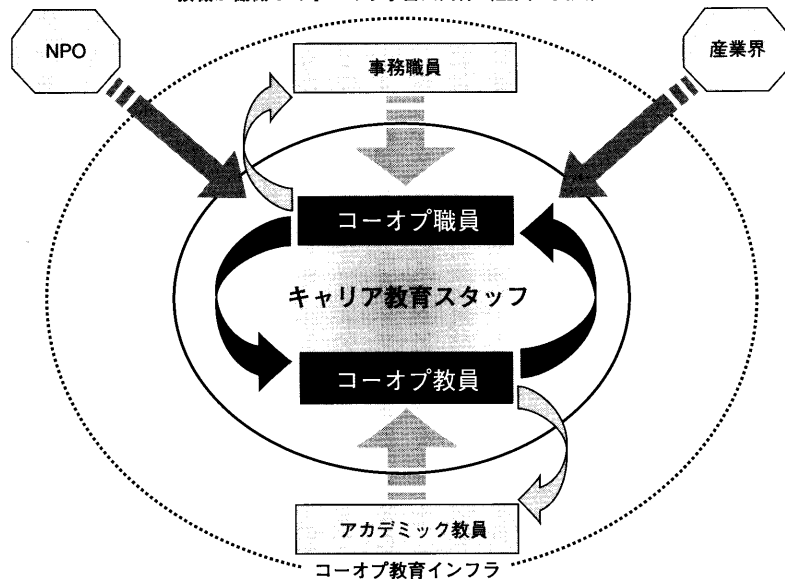 NPO
産業界
事務職員
コーオプ職員
キャリア教育スタッフ
コーオプ教員
アカデミック教員
コーオプ教育インフラ